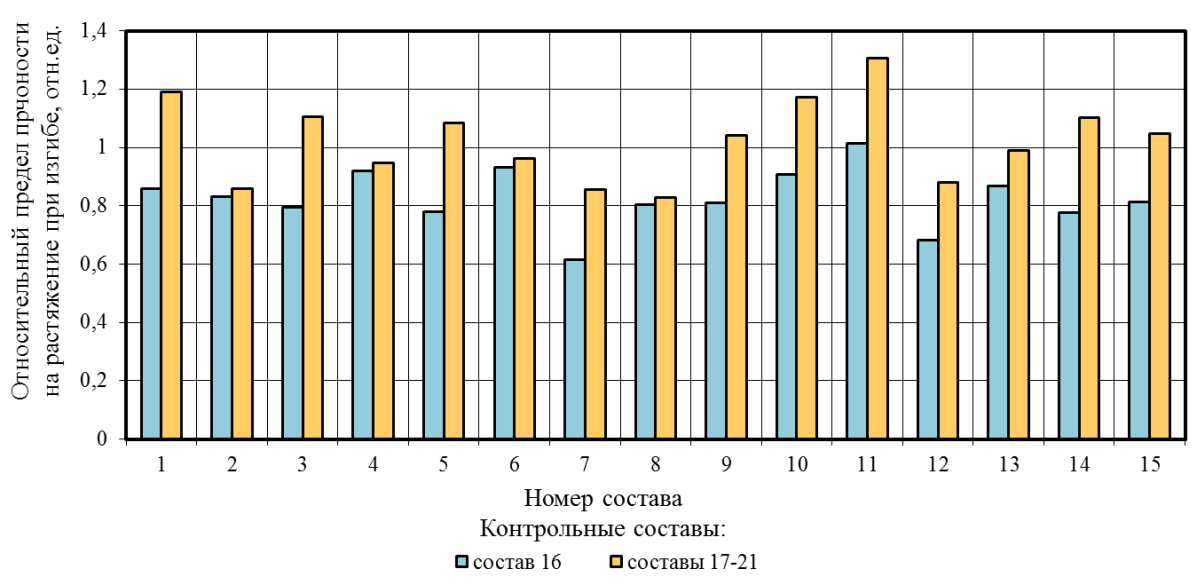 Относительный предел прчоности
на растяжение при изгибе, отн.ед.
1,4
1,2
1
0,8
0,6
0,4
0,2
0
1 2 3 4 5 6 7 8 9 10 11 12 13 14 15
Номер состава
Контрольные составы:
состав 16 составы 17-21